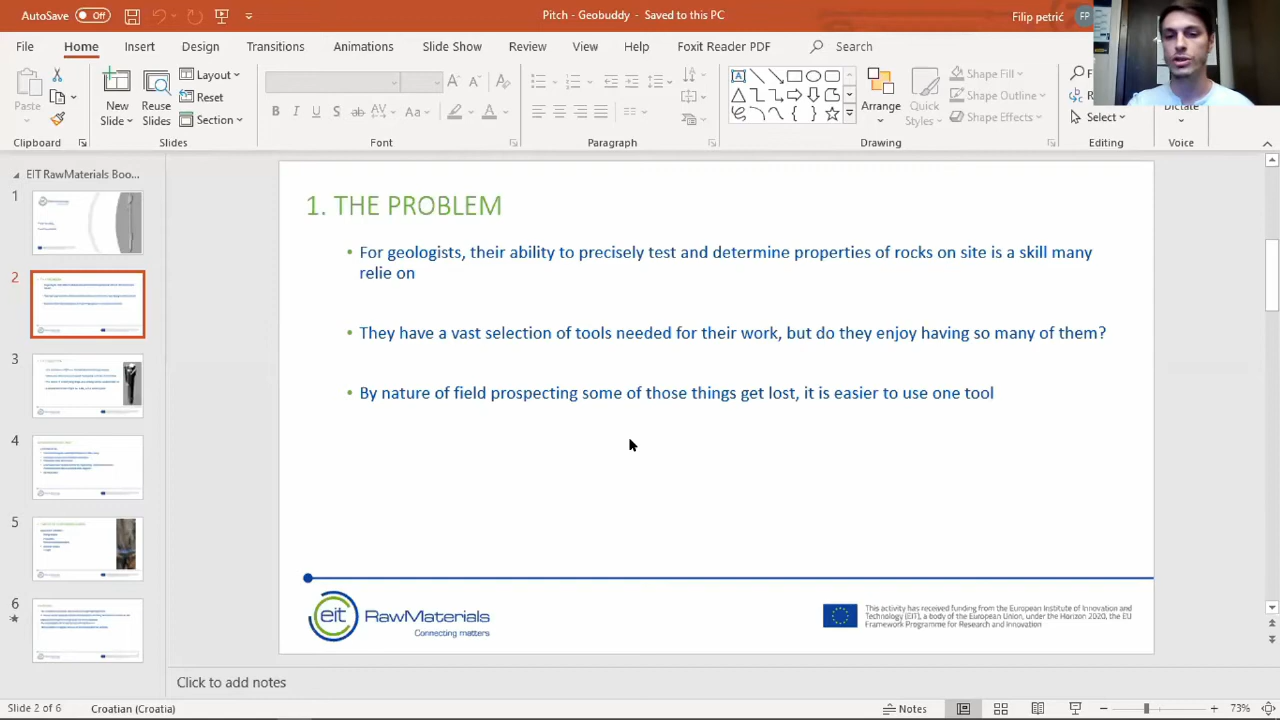 AutoSave Off
Pitch - Geobuddy - Saved to this PC
Filip petrić FP
File Home Insert Design Transitions Animations Slide Show Review View Help Foxit Reader PDF Search
Paste
New Slide
Reuse Slides
Layout
Reset
Section
Arrange
Quick Styles
Shape Fill
Shape Outline
Shape Effects
Select
Dictate
Clipboard Slides Font Paragraph Drawing Editing Voice
EIT RawMaterials Boo...
1
2
3
4
5
6
1. THE PROBLEM
• For geologists, their ability to precisely test and determine properties of rocks on site is a skill many
relie on
• They have a vast selection of tools needed for their work, but do they enjoy having so many of them?
• By nature of field prospecting some of those things get lost, it is easier to use one tool
eit RawMaterials
Connecting matters
This activity has received funding from the European Institute of Innovation and
Technology (EIT), a body of the European Union, under the Horizon 2020, the EU
Framework Programme for Research and Innovation
Click to add notes
Slide 2 of 6 Croatian (Croatia) Notes 73%